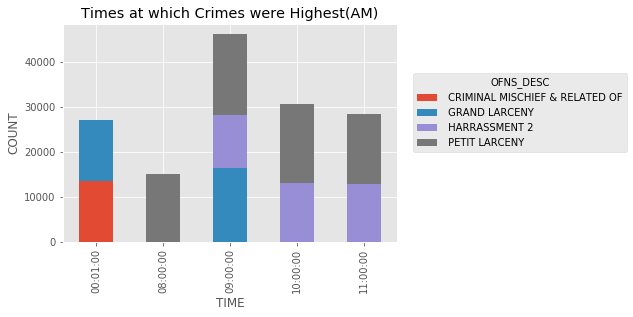 Times at which Crimes were Highest(AM)
COUNT
40000
30000
20000
10000
0
00:01:00
08:00:00
09:00:00
10:00:00
11:00:00
TIME
OFNS_DESC
CRIMINAL MISCHIEF & RELATED OF
GRAND LARCENY
HARRASSMENT 2
PETIT LARCENY